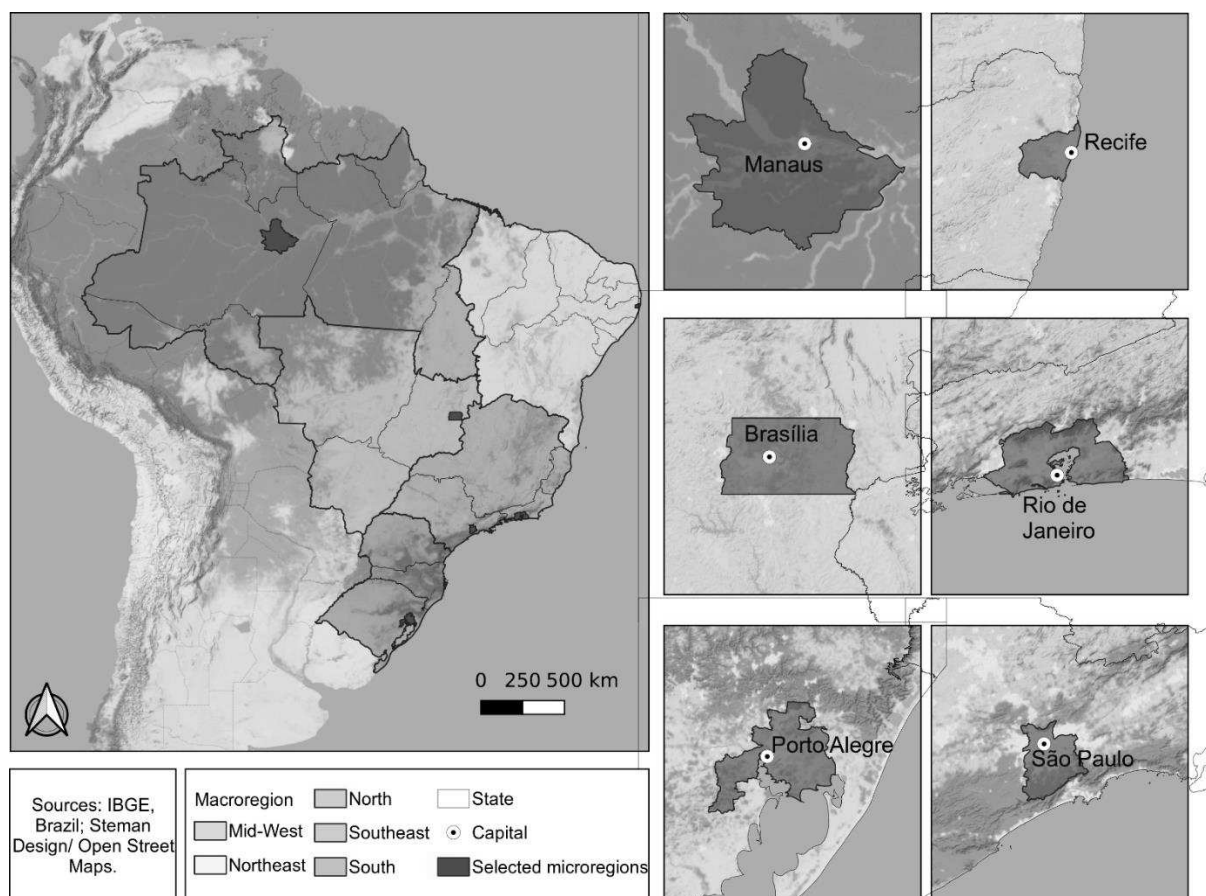 Manaus
Recife
Brasília
Rio de
Janeiro
0 250 500 km
Porto Alegre
São Paulo
Sources: IBGE,
Brazil; Steman
Design/ Open Street
Maps.
Macroregion
Mid-West
Northeast
North
Southeast
South
State
Capital
Selected microregions